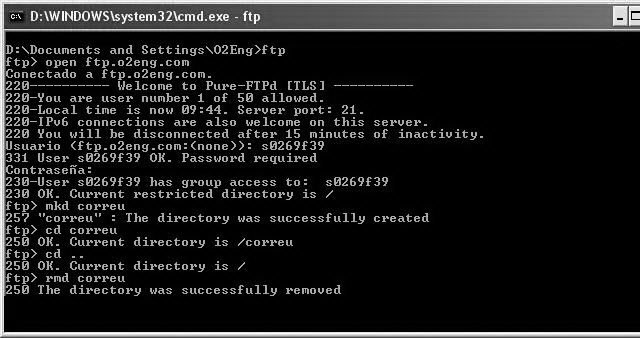 D:\WINDOWS\system32\cmd.exe - ftp
D:\Documents and Settings\O2Eng>ftp
ftp> open ftp.o2eng.com
Conectado a ftp.o2eng.com.
220---------- Welcome to Pure-FTPd [TLS] ----------
220-You are user number 1 of 50 allowed.
220-Local time is now 09:44. Server port: 21.
220-IPv6 connections are also welcome on this server.
220 You will be disconnected after 15 minutes of inactivity.
Usuario (ftp.o2eng.com:(none)): s0269f39
331 User s0269f39 OK. Password required
Contraseña:
230-User s0269f39 has group access to:  s0269f39
230 OK. Current restricted directory is /
ftp> mkd correu
257 "correu" : The directory was successfully created
ftp> cd correu
250 OK. Current directory is /correu
ftp> cd ..
250 OK. Current directory is /
ftp> rmd correu
250 The directory was successfully removed